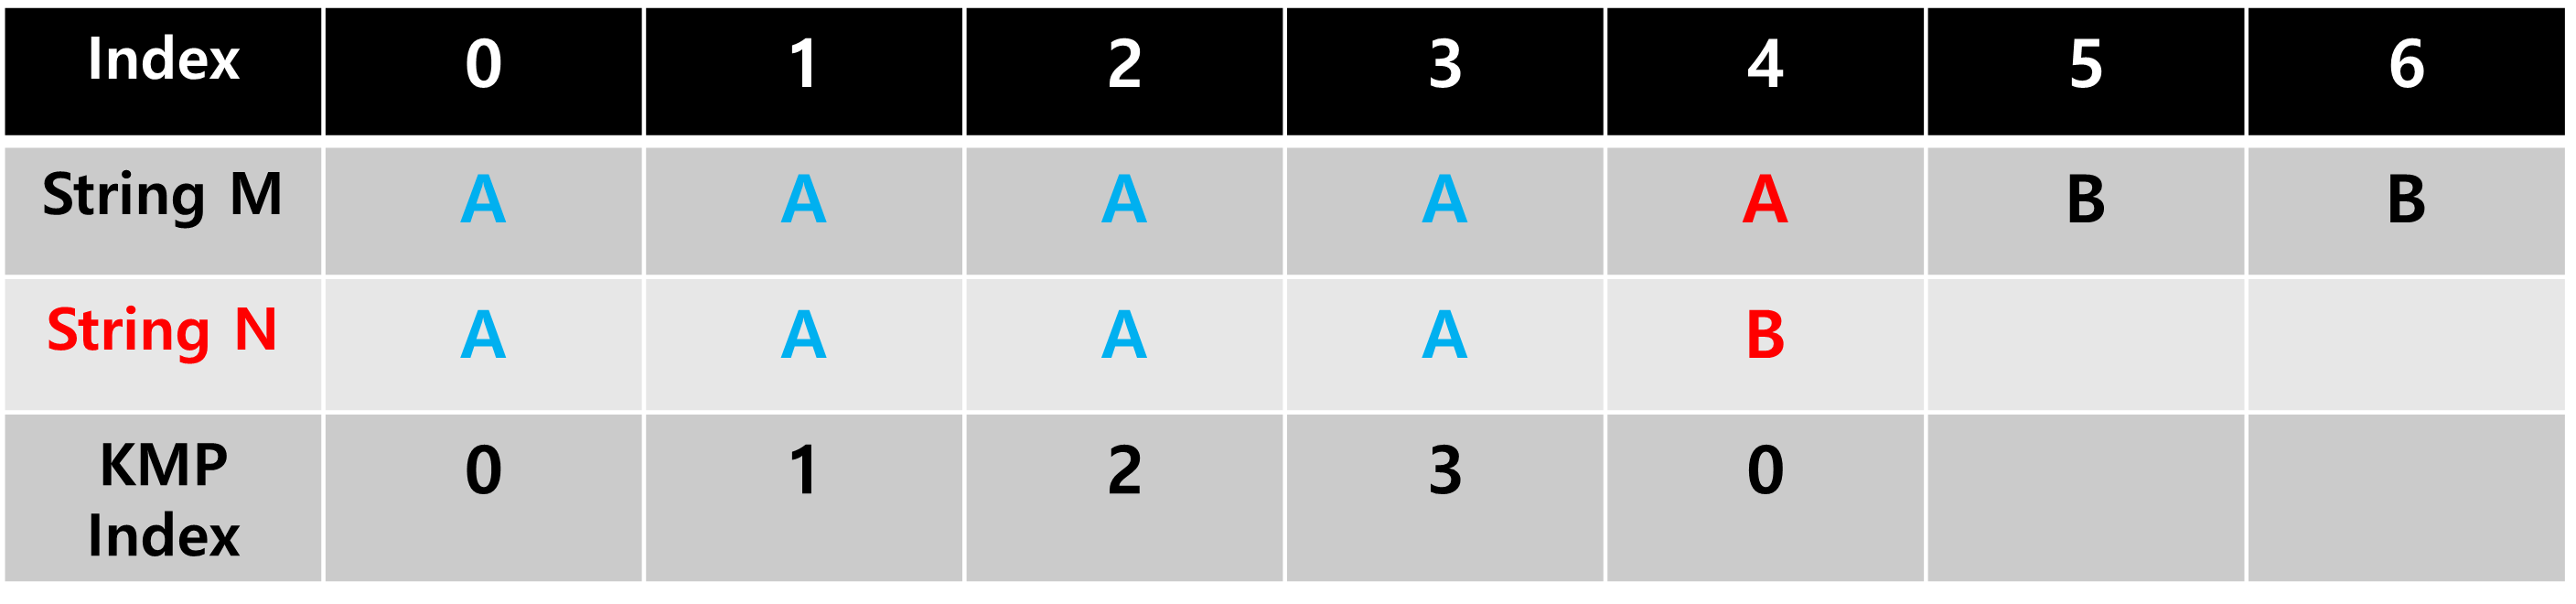 Index 0 1 2 3 4 5 6
String M A A A A A B B
String N A A A A B
KMP 0 1 2 3 0
Index